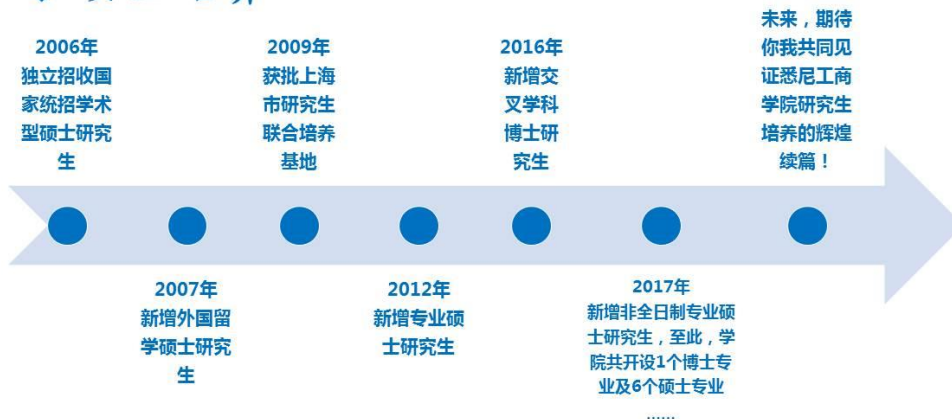 2006年
独立招收国
家统招学术
型硕士研究
生
2007年
新增外国留
学硕士研究
生
2009年
获批上海
市研究生
联合培养
基地
2012年
新增专业硕
士研究生
2016年
新增交
叉学科
博士研
究生
2017年
新增非全日制专业硕
士研究生，至此，学
院共开设1个博士专
业及6个硕士专业
......
未来，期待
你我共同见
证悉尼工商
学院研究生
培养的辉煌
续篇！